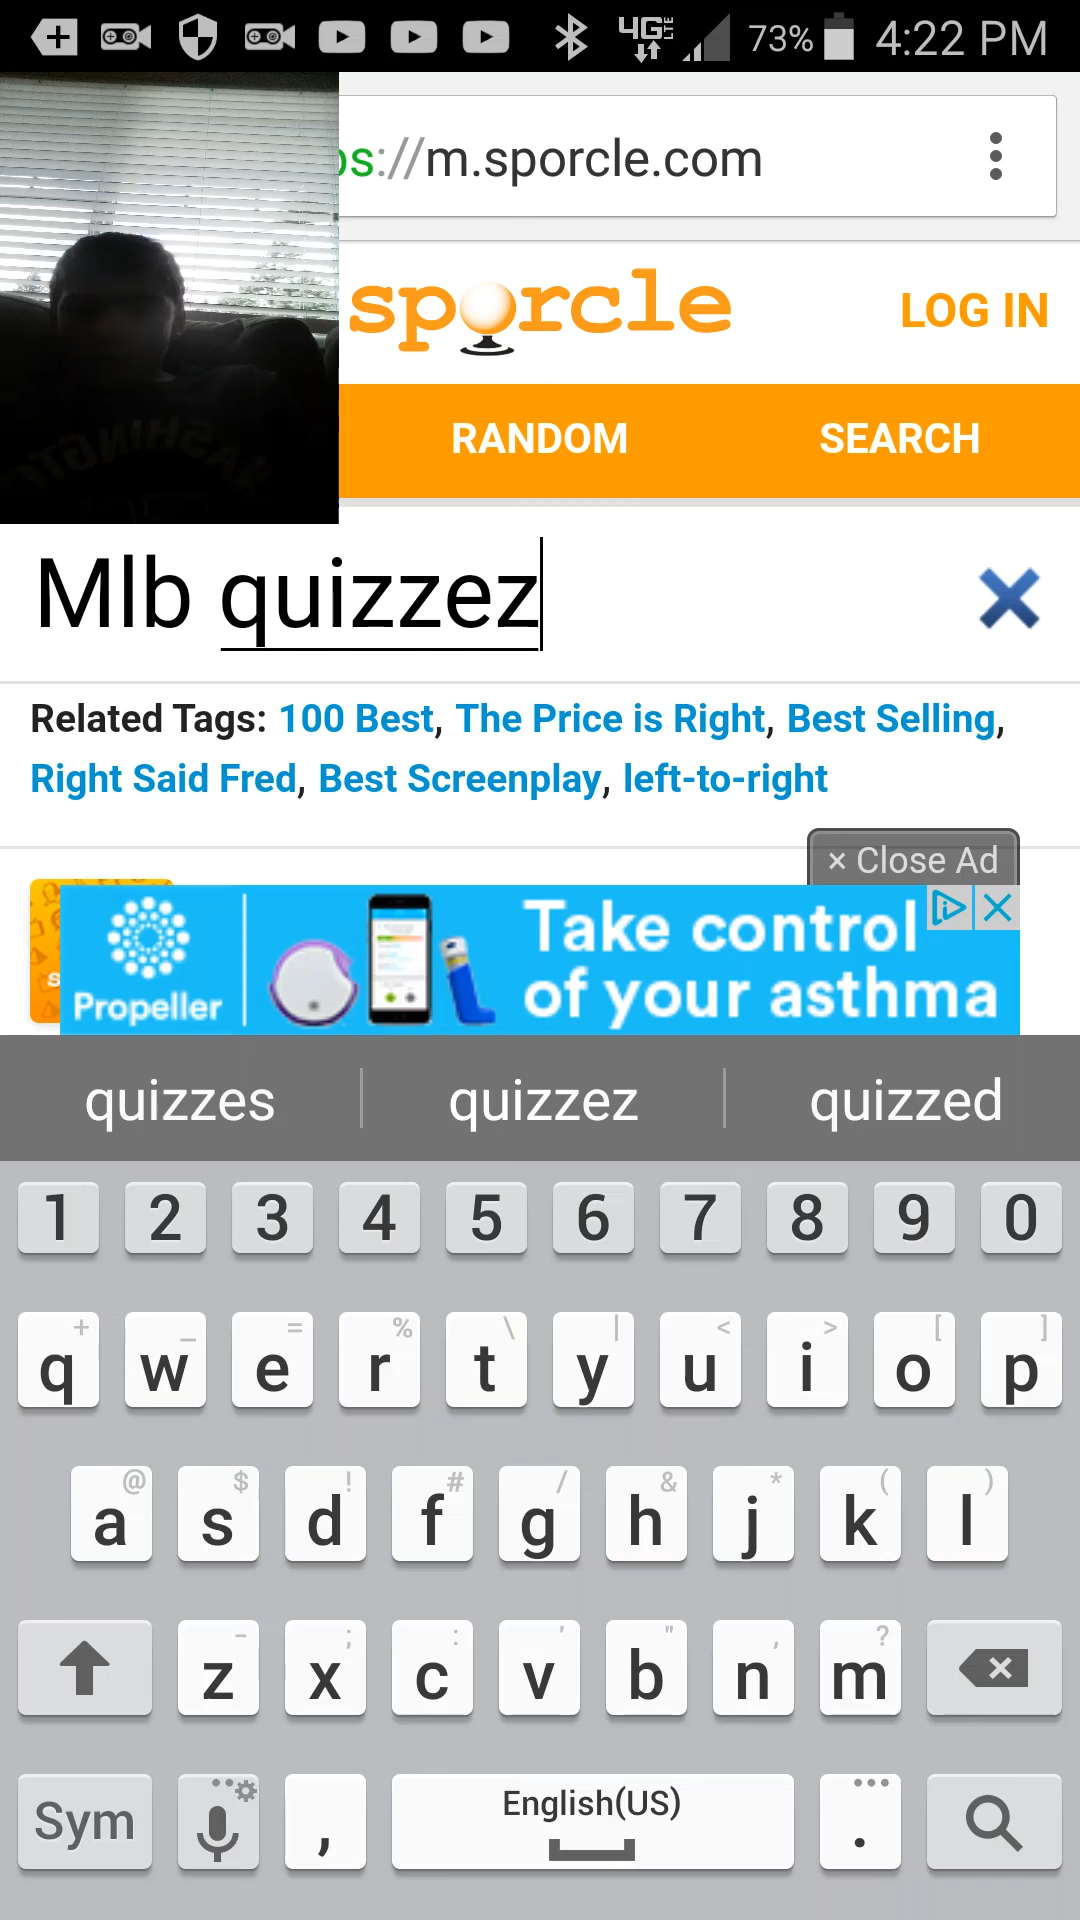 4G LTE 73% 4:22 PM
ps://m.sporcle.com
sporcle LOG IN
RANDOM SEARCH
Mlb quizzez
Related Tags: 100 Best, The Price is Right, Best Selling,
Right Said Fred, Best Screenplay, left-to-right
× Close Ad
Propeller
Take control
of your asthma
quizzes quizzez quizzed
1 2 3 4 5 6 7 8 9 0
+ _ = % \ | < > [ ]
q w e r t y u i o p
@ $ ! # / & * ( )
a s d f g h j k l
- ; : ' " , ?
z x c v b n m
Sym , English(US) .